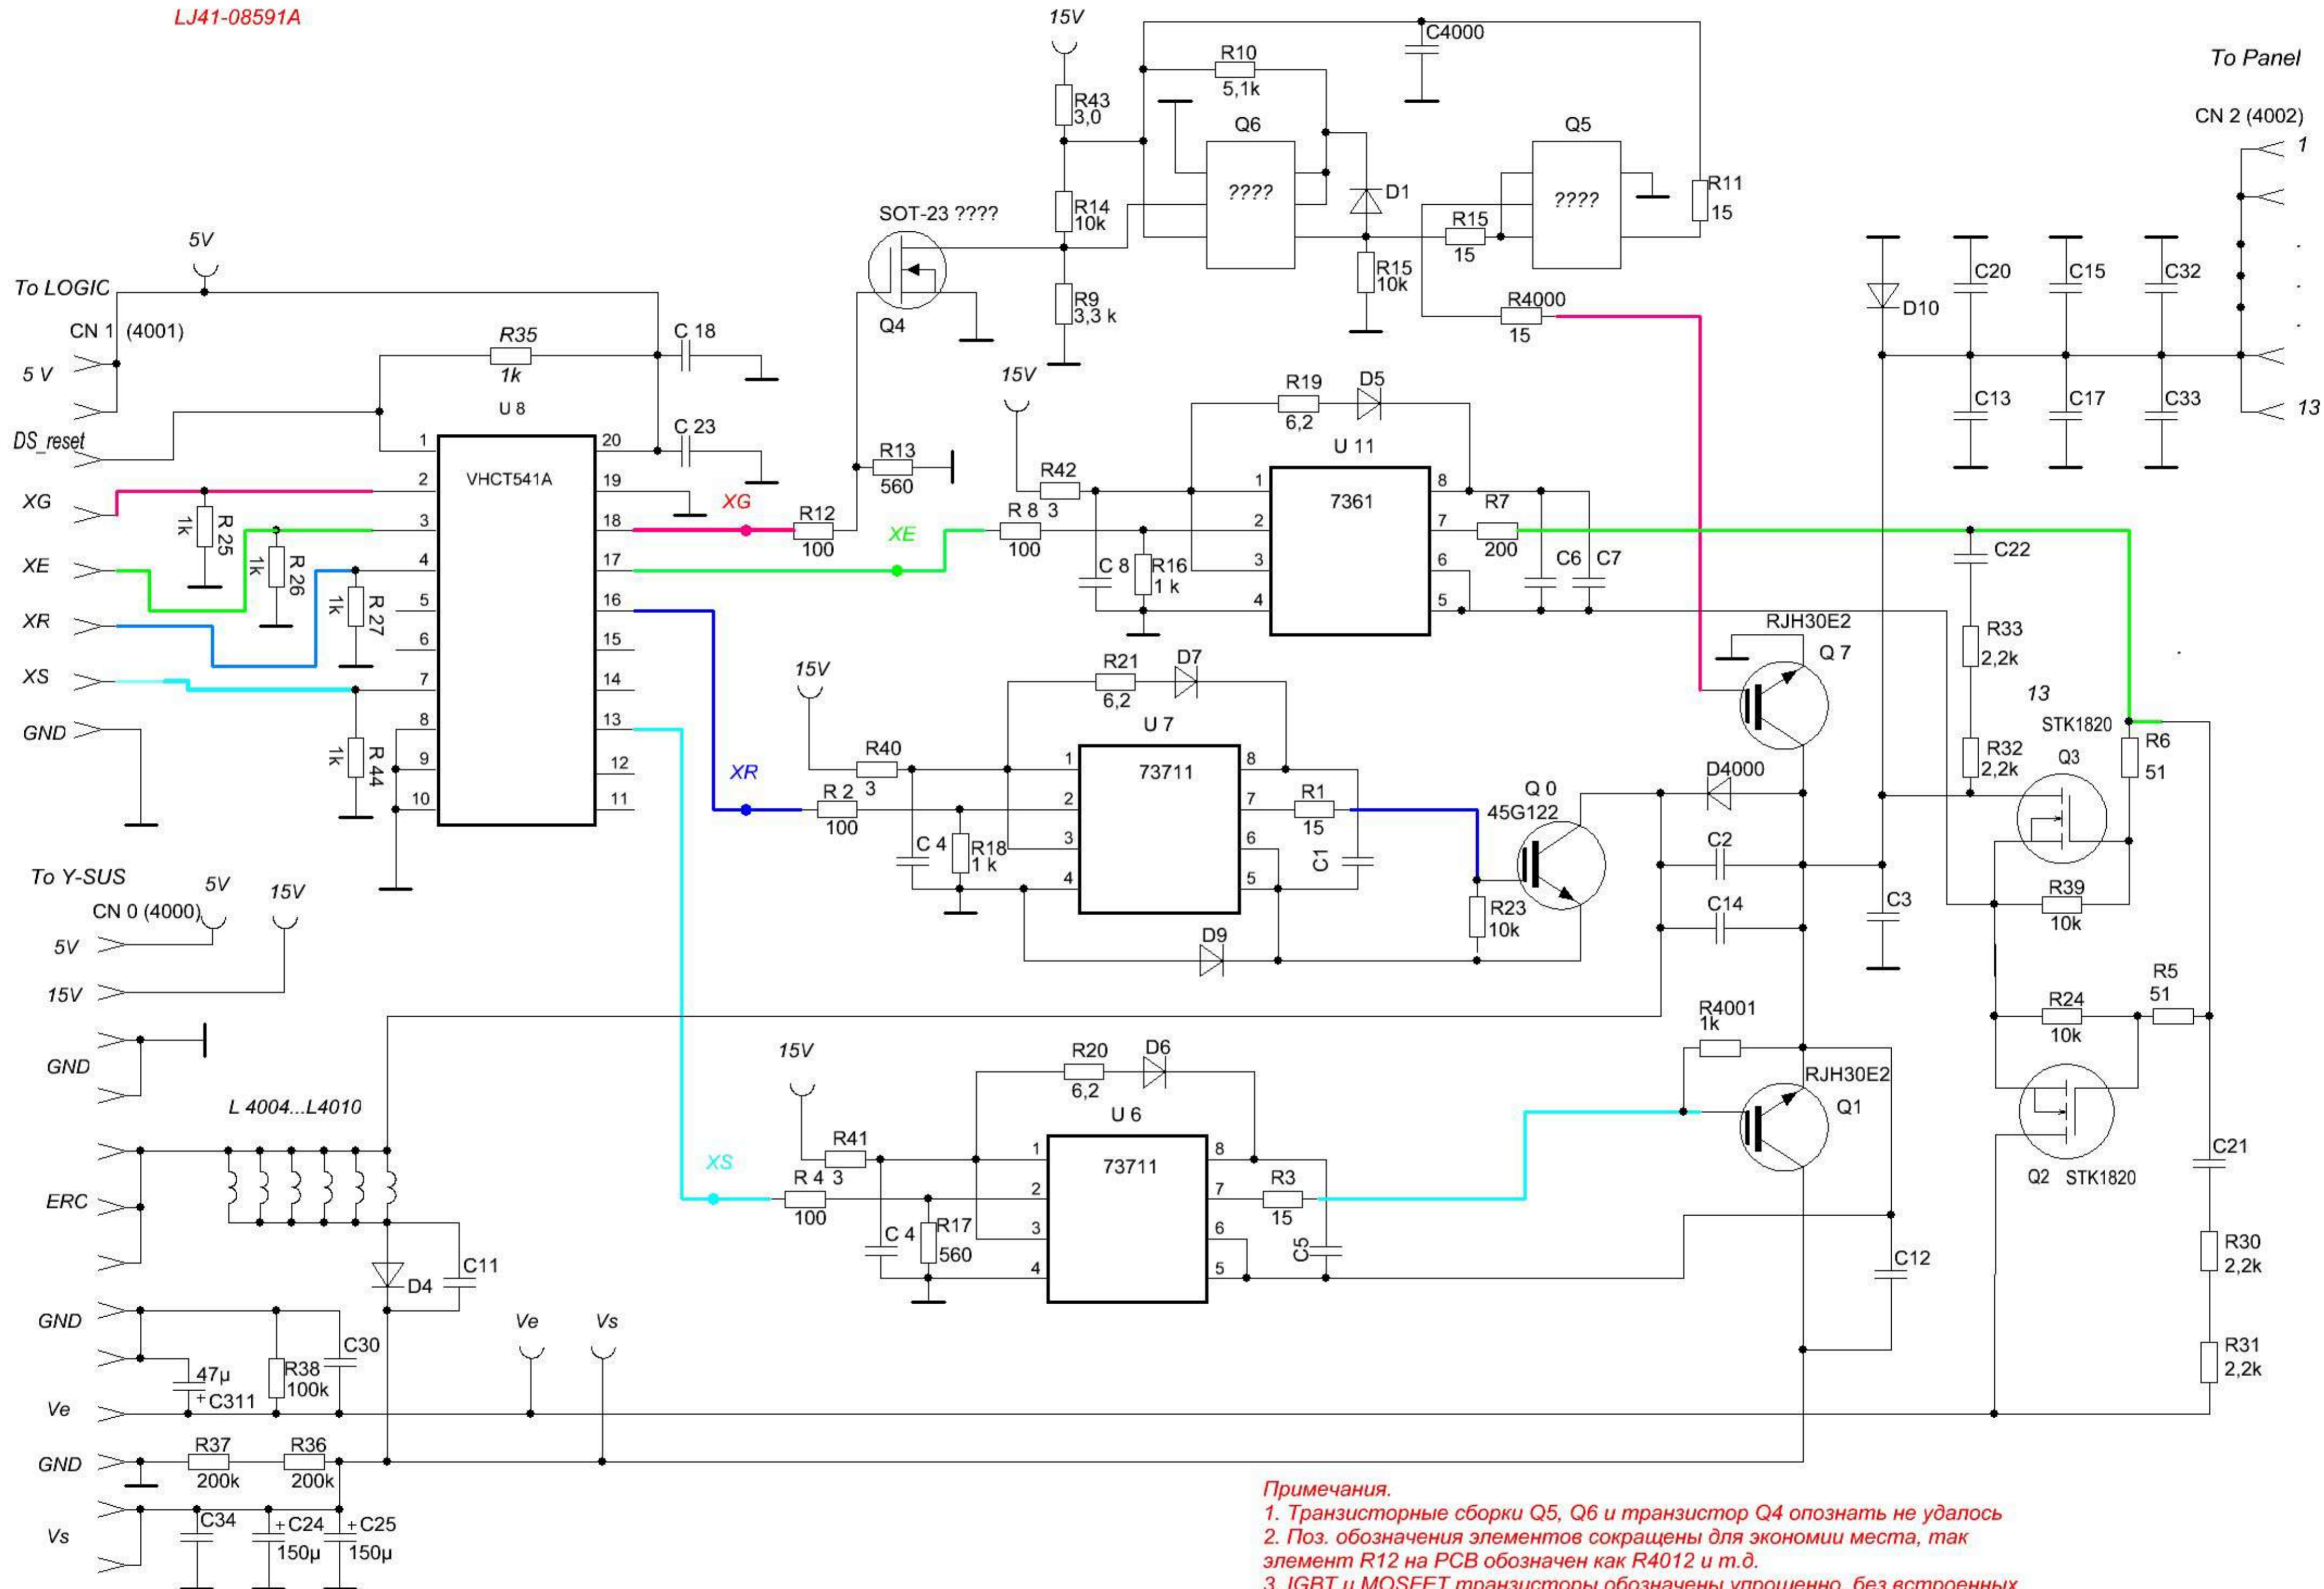 LJ41-08591A
15V
C4000
To Panel
R10
5,1k
R43
3,0
CN 2 (4002)
Q6
Q5
1
????
D1
????
R11
15
R14
10k
SOT-23 ????
R15
15
5V
R15
10k
C20
C15
C32
To LOGIC
Q4
R9
3,3 k
R4000
15
D10
CN 1 (4001)
R35
1k
C 18
5 V
15V
R19
6,2
D5
C13
C17
C33
13
U 8
U 11
DS_reset
1
20
C 23
VHCT541A
R13
560
R42
3
1
7361
8
R7
200
XG
2
19
XG
R12
100
R 8
100
2
7
1k
R 25
3
18
XE
C22
XE
1k
R 26
4
17
C 8
R16
1 k
3
6
C6
C7
XR
1k
R 27
5
16
4
5
6
15
RJH30E2
Q 7
R33
2,2k
XS
7
14
15V
R21
6,2
D7
13
STK1820
GND
8
13
U 7
R6
51
1k
R 44
9
12
XR
R40
3
1
73711
8
D4000
R32
2,2k
Q3
10
11
R 2
100
2
7
R1
15
Q 0
45G122
C 4
R18
1 k
3
6
C1
C2
To Y-SUS
5V
15V
4
5
R39
10k
CN 0 (4000)
R23
10k
C14
C3
5V
D9
15V
R4001
1k
R24
10k
R5
51
GND
15V
R20
6,2
D6
L 4004...L4010
U 6
RJH30E2
Q1
XS
R41
3
1
73711
8
C21
ERC
R 4
100
2
7
R3
15
Q2 STK1820
C 4
R17
560
3
6
C5
R30
2,2k
D4
C11
4
5
C12
GND
C30
Ve
Vs
R31
2,2k
47µ
+C311
R38
100k
Ve
R37
200k
R36
200k
GND
Vs
C34
+C24
150µ
+C25
150µ
Примечания.
1. Транзисторные сборки Q5, Q6 и транзистор Q4 опознать не удалось
2. Поз. обозначения элементов сокращены для экономии места, так
элемент R12 на PCB обозначен как R4012 и т.д.
3. IGBT и MOSFET транзисторы обозначены упрощенно, без встроенных